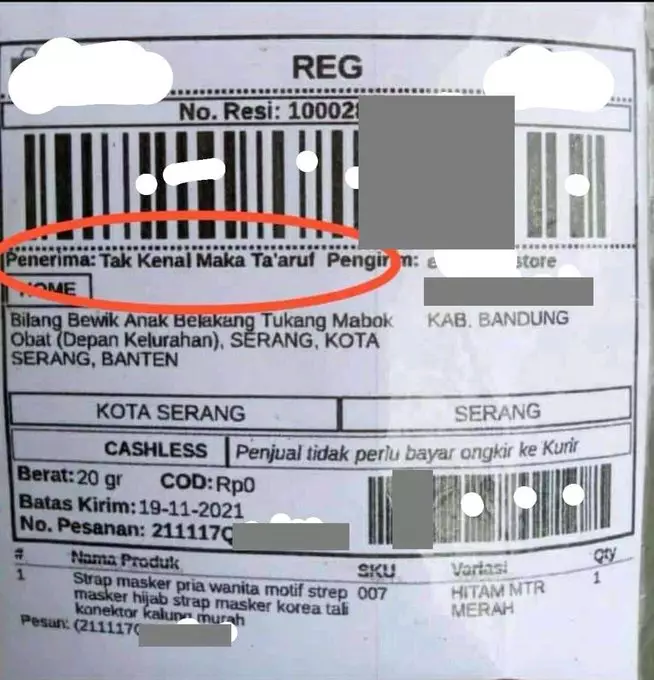 REG
No. Resi: 10002
Penerima: Tak Kenal Maka Ta'aruf Pengirim: store
HOME
Bilang Bewik Anak Belakang Tukang Mabok
Obat (Depan Kelurahan), SERANG, KOTA
SERANG, BANTEN
KAB. BANDUNG
KOTA SERANG SERANG
CASHLESS Penjual tidak perlu bayar ongkir ke Kurir
Berat: 20 gr COD: Rp0
Batas Kirim: 19-11-2021
No. Pesanan: 211117Q
# Nama Produk SKU Variasi Qty
1 Strap masker pria wanita motif strep 007 HITAM MTR 1
masker hijab strap masker korea tali MERAH
konektor kalung murah
Pesan: (211117Q